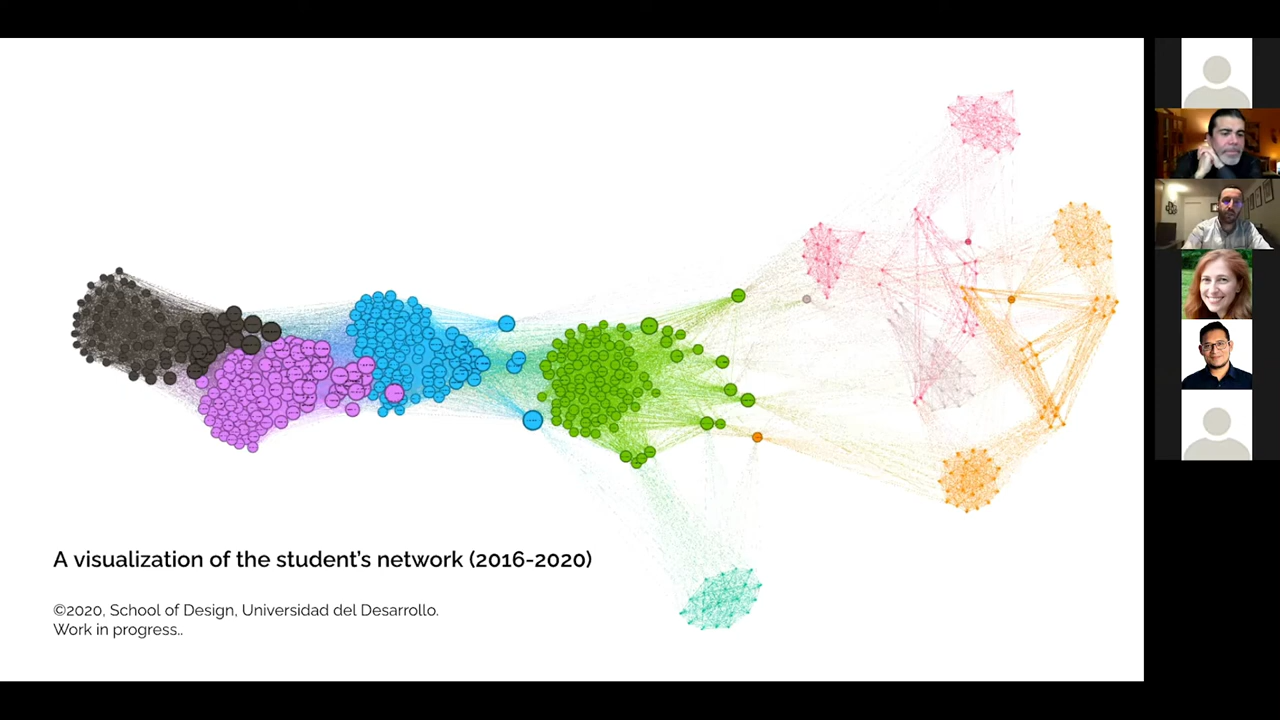 A visualization of the student's network (2016-2020)
©2020, School of Design, Universidad del Desarrollo.
Work in progress..